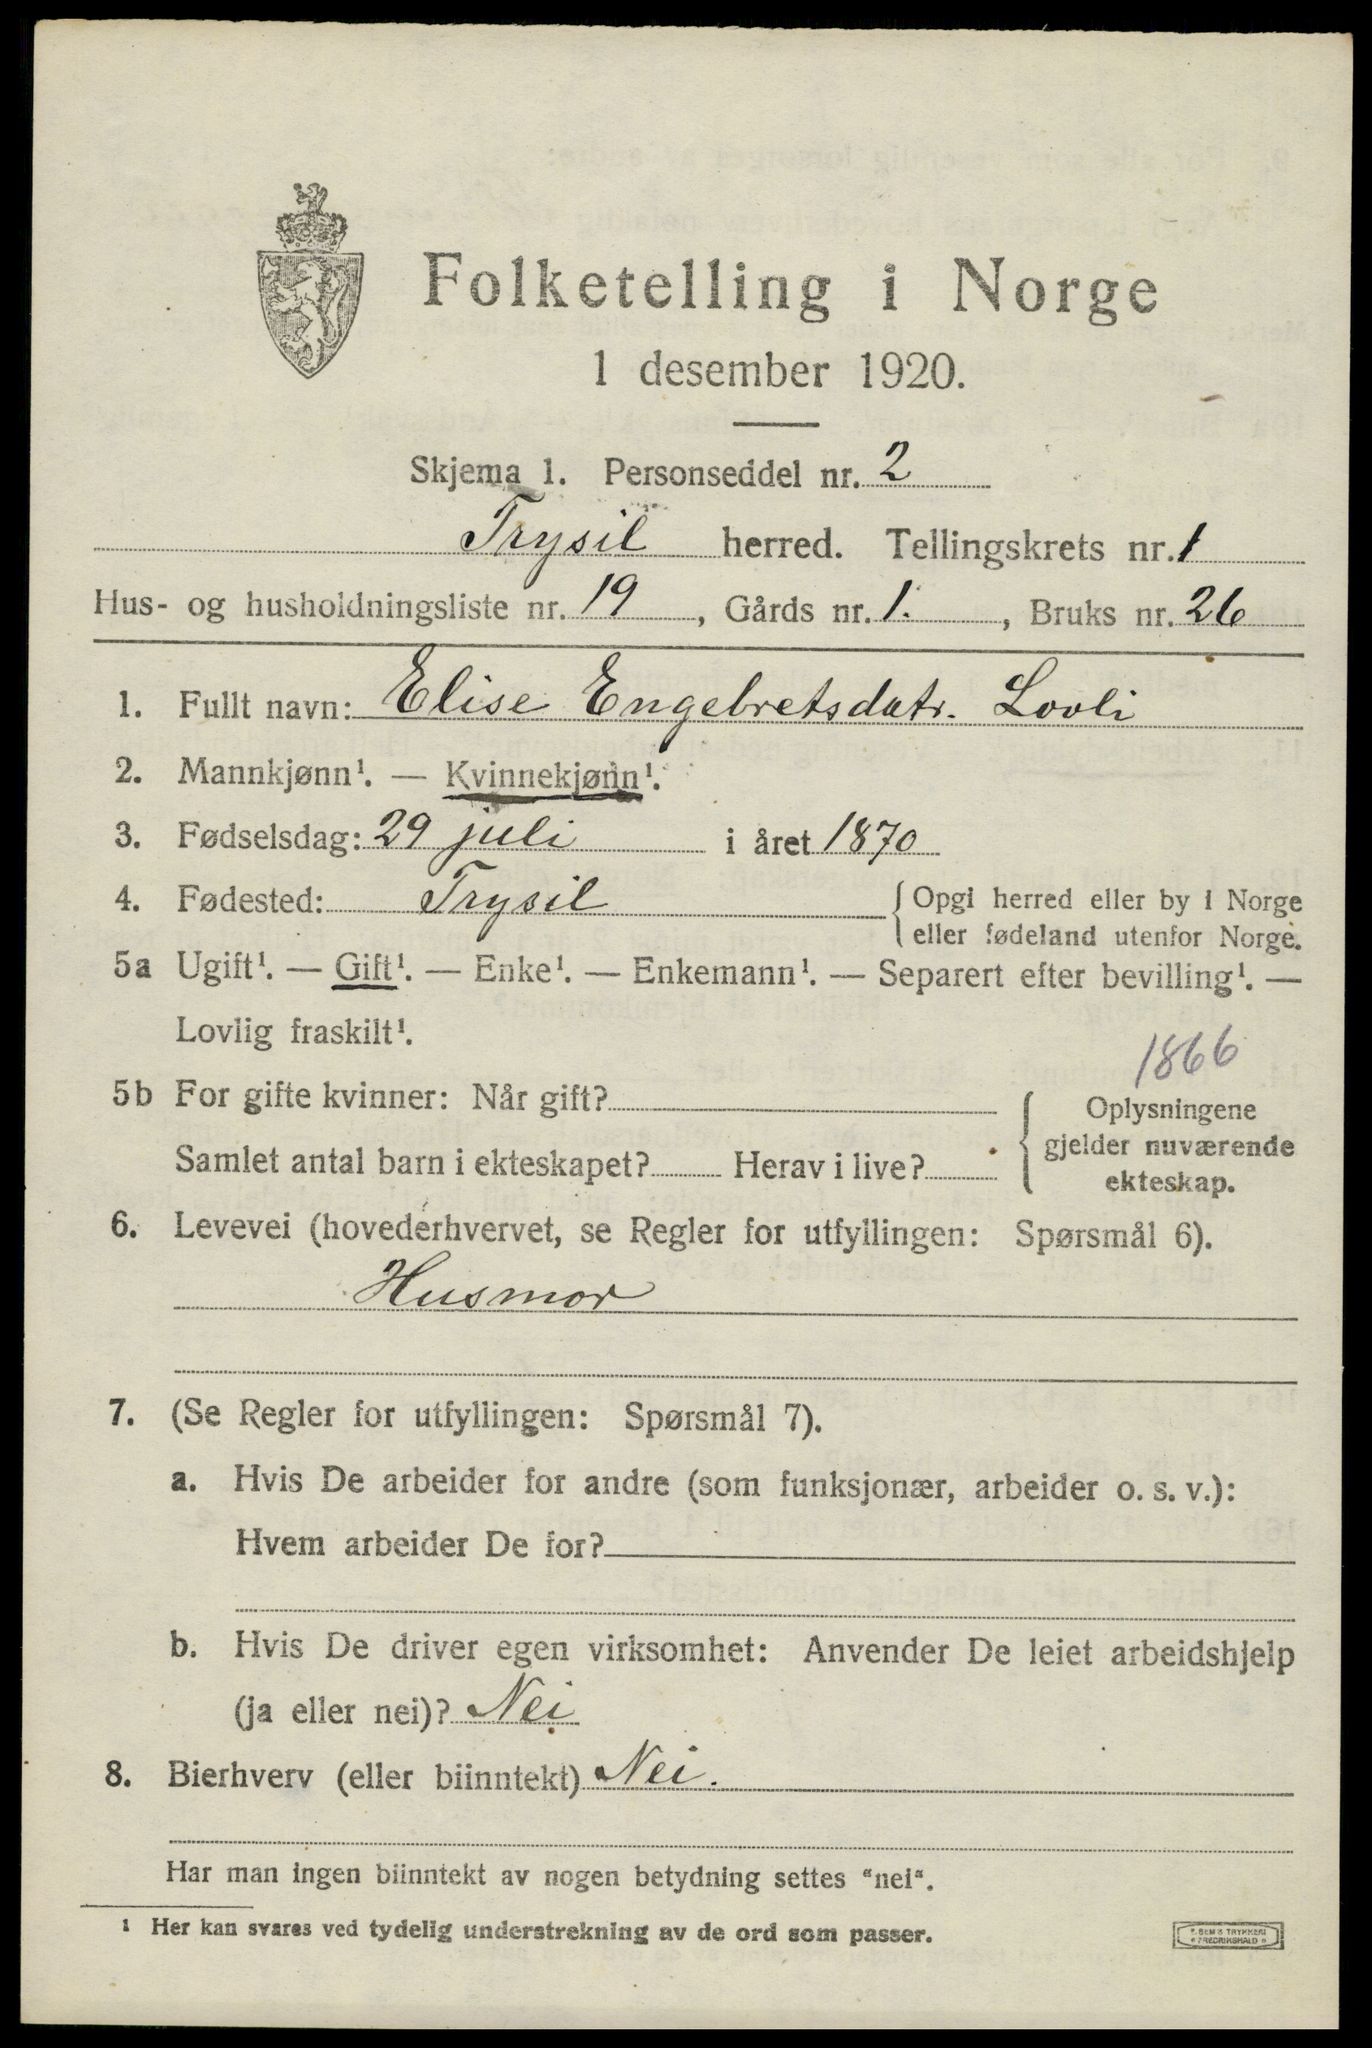 Folketelling i Norge
1 desember 1920.
Skjema 1. Personseddel nr. 2
Trysil herred. Tellingskrets nr. 1
Hus- og husholdningsliste nr. 19, Gårds nr. 1., Bruks nr. 26
1. Fullt navn: Elise Engebretsdatr. Lovli
2. Mannkjønn¹. — Kvinnekjønn¹.
3. Fødselsdag: 29 juli i året 1870
4. Fødested: Trysil { Opgi herred eller by i Norge
eller fødeland utenfor Norge.
5a Ugift¹. — Gift¹. — Enke¹. — Enkemann¹. — Separert efter bevilling¹. —
Lovlig fraskilt¹.
1866
5b For gifte kvinner: Når gift? { Oplysningene
gjelder nuværende
Samlet antal barn i ekteskapet? Herav i live?
ekteskap.
6. Levevei (hovederhvervet, se Regler for utfyllingen: Spørsmål 6).
Husmor
7. (Se Regler for utfyllingen: Spørsmål 7).
a. Hvis De arbeider for andre (som funksjonær, arbeider o. s. v.):
Hvem arbeider De for?
b. Hvis De driver egen virksomhet: Anvender De leiet arbeidshjelp
(ja eller nei)? Nei
8. Bierhverv (eller biinntekt) Nei.
Har man ingen biinntekt av nogen betydning settes "nei".
¹ Her kan svares ved tydelig understrekning av de ord som passer.
E. SEM'S TRYKKERI
FREDRIKSHALD